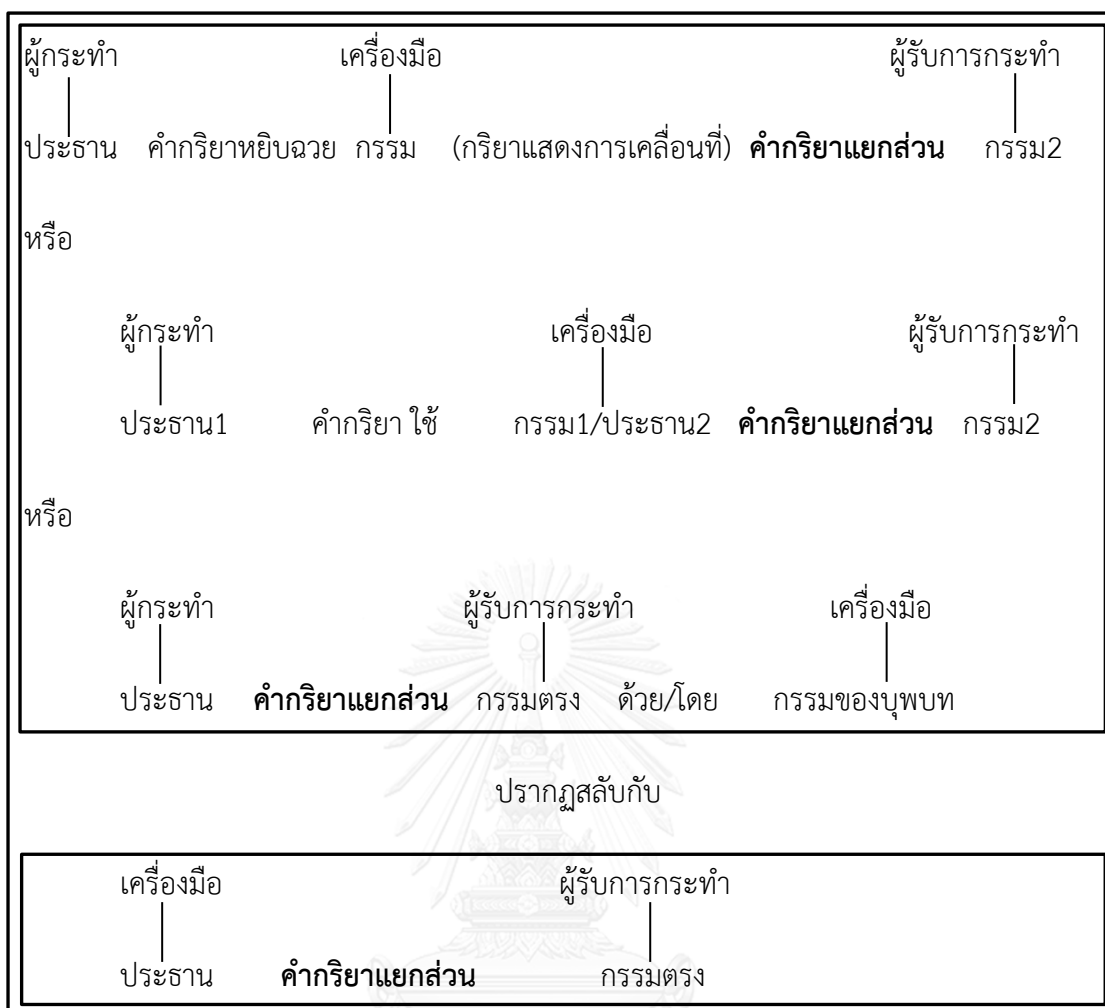 ผู้กระทำ เครื่องมือ ผู้รับการกระทำ
ประธาน คำกริยาหยิบฉวย กรรม (กริยาแสดงการเคลื่อนที่) คำกริยาแยกส่วน กรรม2
หรือ
ผู้กระทำ เครื่องมือ ผู้รับการกระทำ
ประธาน1 คำกริยา ใช้ กรรม1/ประธาน2 คำกริยาแยกส่วน กรรม2
หรือ
ผู้กระทำ ผู้รับการกระทำ เครื่องมือ
ประธาน คำกริยาแยกส่วน กรรมตรง ด้วย/โดย กรรมของบุพบท
ปรากฏสลับกับ
เครื่องมือ ผู้รับการกระทำ
ประธาน คำกริยาแยกส่วน กรรมตรง